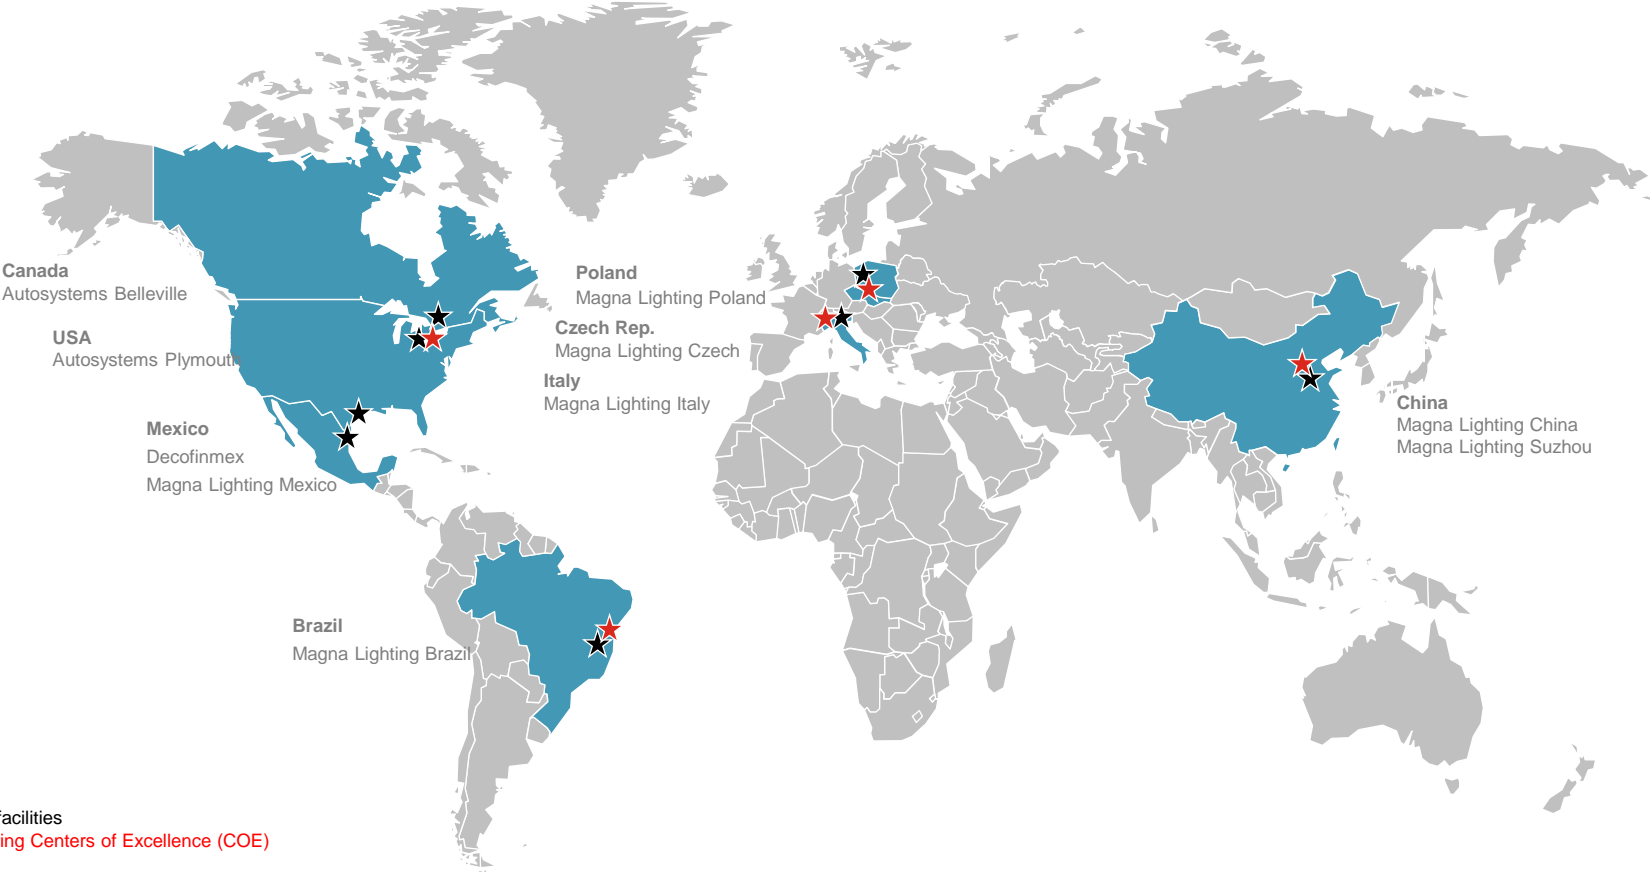 Canada
Autosystems Belleville
USA
Autosystems Plymouth
Mexico
Decofinmex
Magna Lighting Mexico
Brazil
Magna Lighting Brazil
Poland
Magna Lighting Poland
Czech Rep.
Magna Lighting Czech
Italy
Magna Lighting Italy
China
Magna Lighting China
Magna Lighting Suzhou
facilities
ing Centers of Excellence (COE)